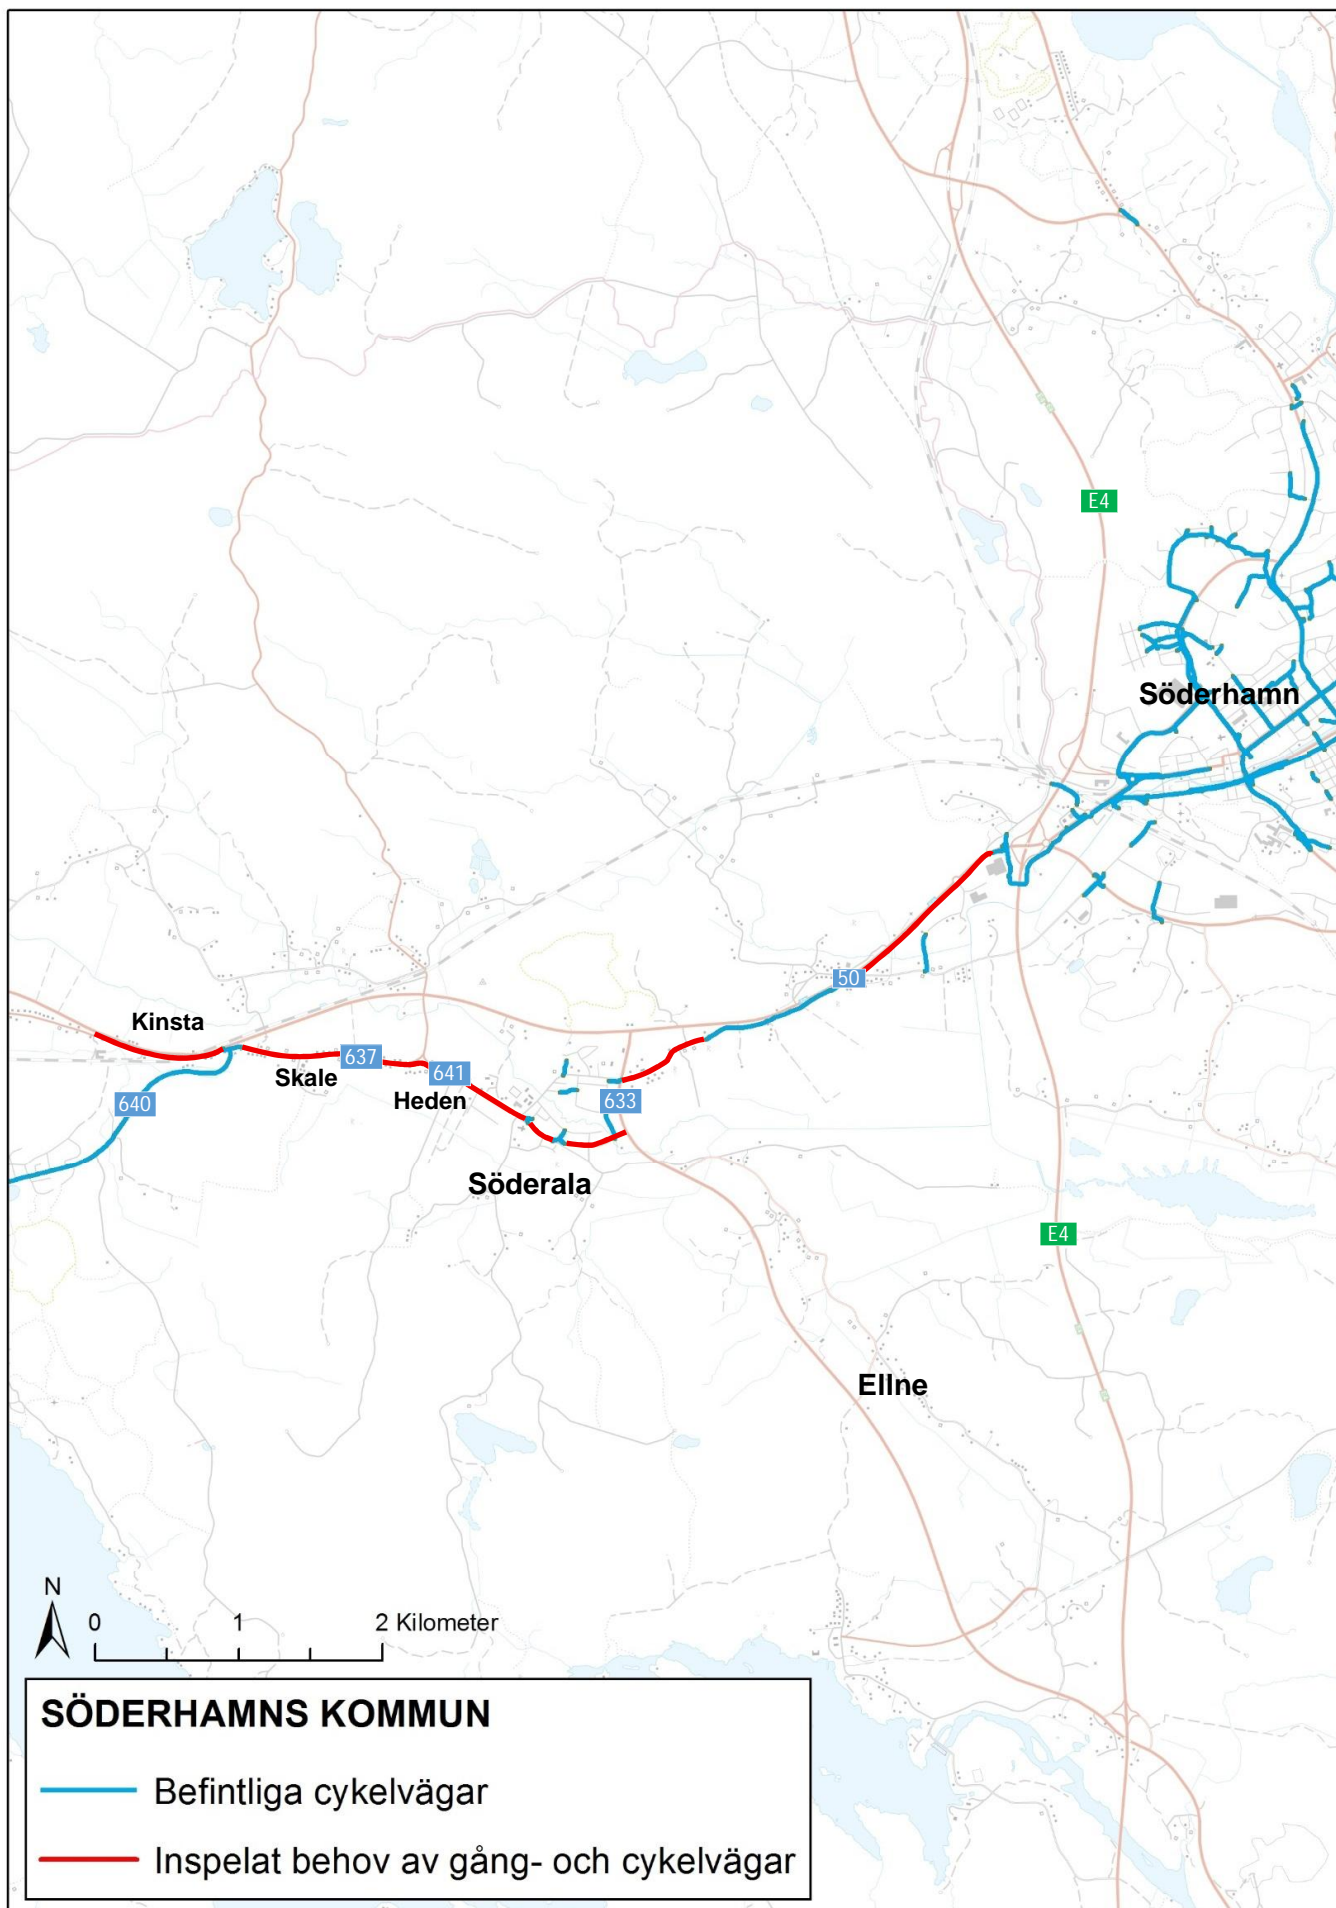 E4
Söderhamn
50
Kinsta
637
Skale
641
Heden
640
633
Söderala
E4
Ellne
N
0 1 2 Kilometer
SÖDERHAMNS KOMMUN
Befintliga cykelvägar
Inspelat behov av gång- och cykelvägar